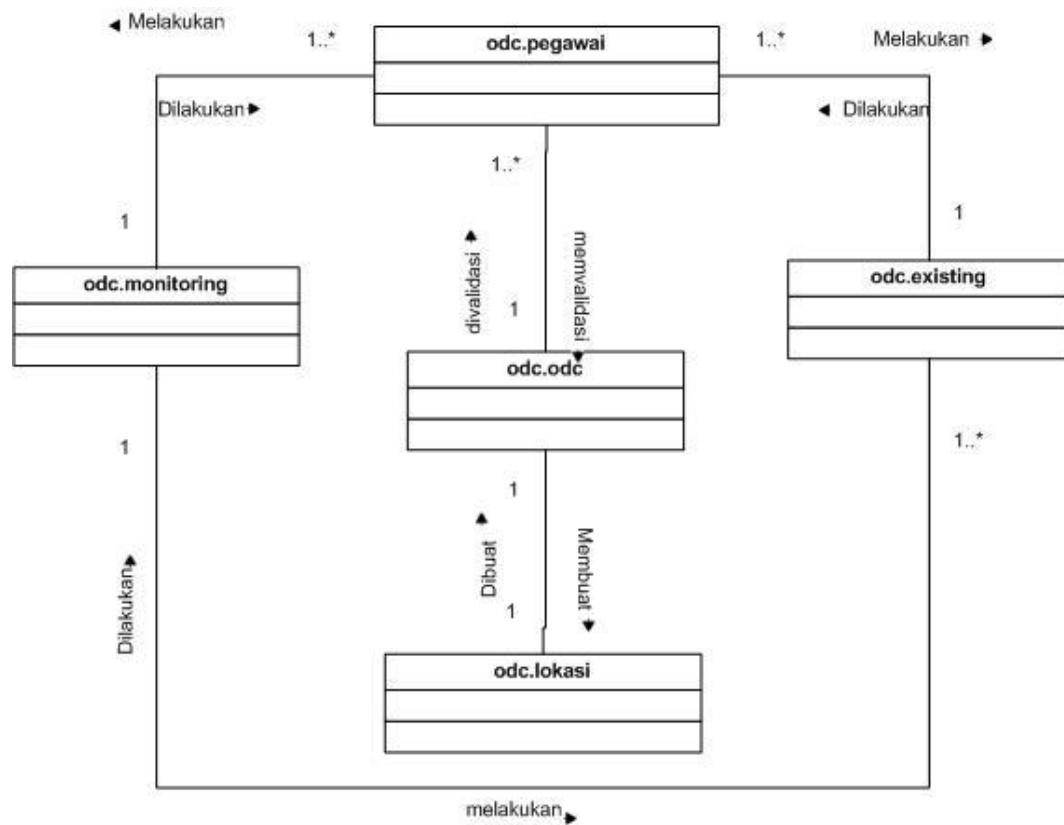 Melakukan
1..*
odc.pegawai
1..*
Melakukan
Dilakukan
Dilakukan
1..*
1
1
divalidasi
memvalidasi
odc.monitoring
odc.existing
1
odc.odc
1
1..*
1
Dibuat
Membuat
Dilakukan
1
odc.lokasi
melakukan